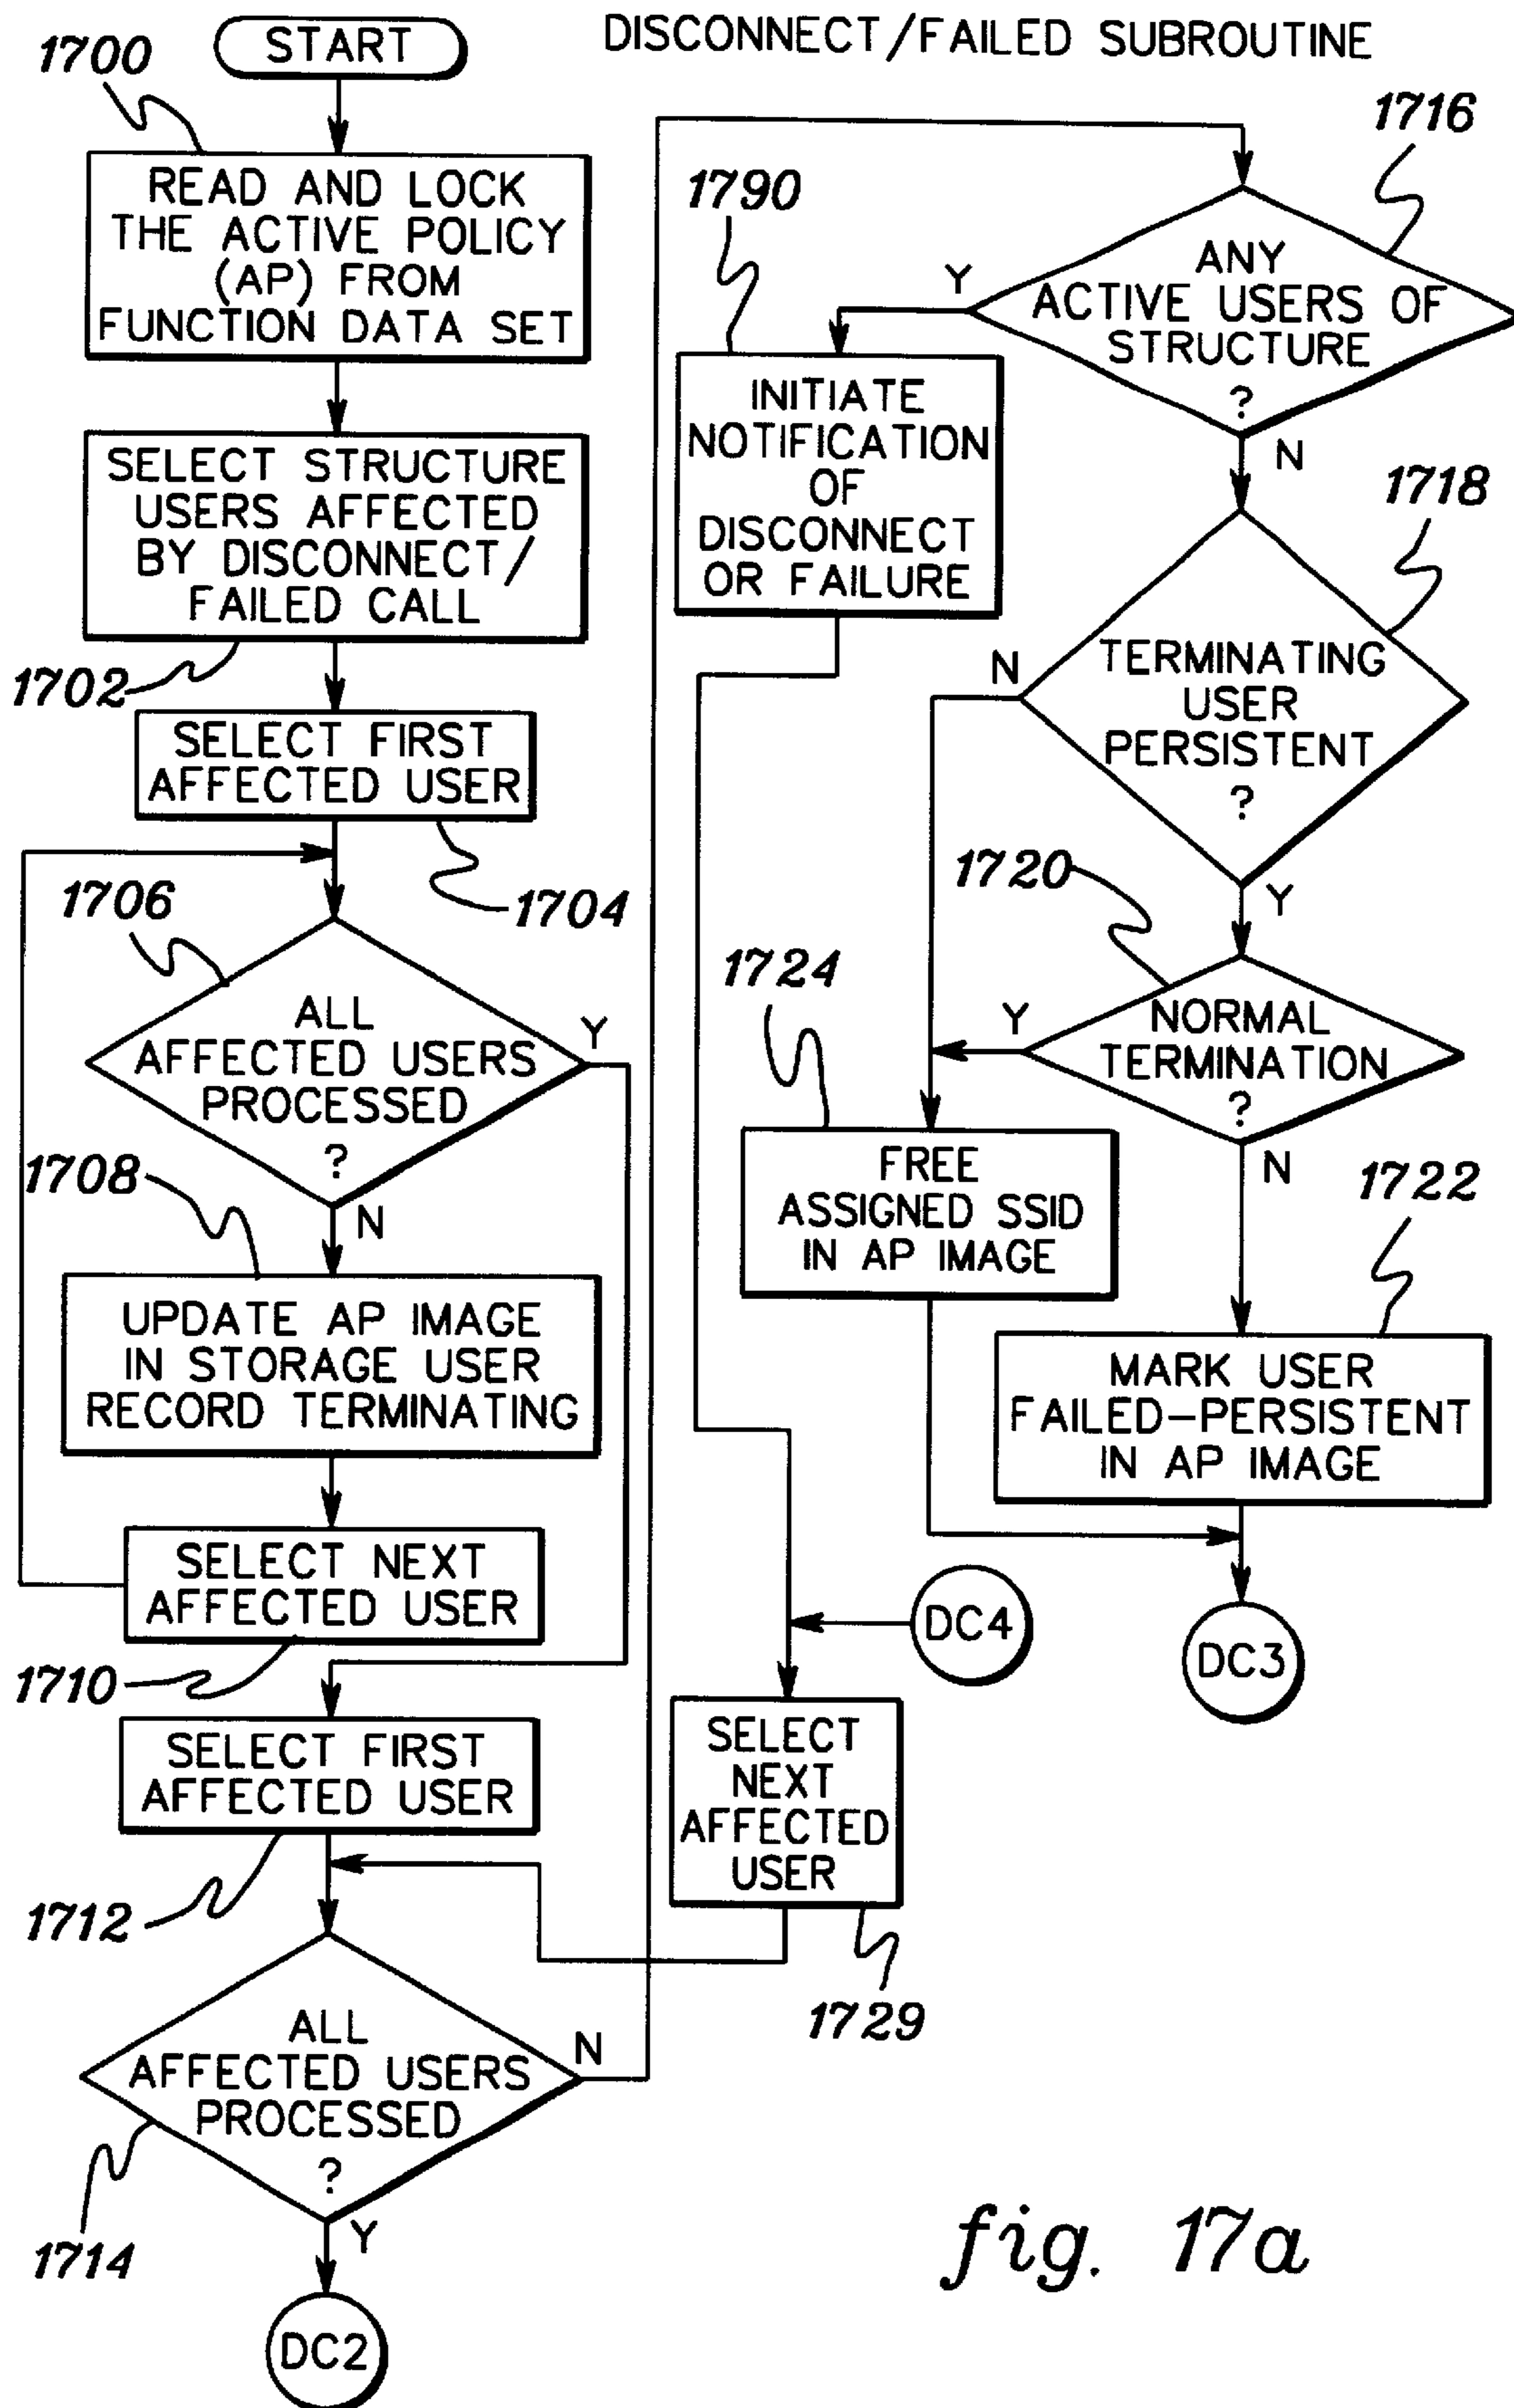 DISCONNECT/FAILED SUBROUTINE
START
1700
READ AND LOCK
THE ACTIVE POLICY
(AP) FROM
FUNCTION DATA SET
SELECT STRUCTURE
USERS AFFECTED
BY DISCONNECT/
FAILED CALL
1702
SELECT FIRST
AFFECTED USER
1704
1706
ALL
AFFECTED USERS
PROCESSED
?
Y
N
1708
UPDATE AP IMAGE
IN STORAGE USER
RECORD TERMINATING
SELECT NEXT
AFFECTED USER
1710
SELECT FIRST
AFFECTED USER
1712
ALL
AFFECTED USERS
PROCESSED
?
N
1714
Y
DC2
1716
ANY
ACTIVE USERS OF
STRUCTURE
?
Y
N
1790
INITIATE
NOTIFICATION
OF
DISCONNECT
OR FAILURE
1718
TERMINATING
USER
PERSISTENT
?
N
Y
1720
NORMAL
TERMINATION
?
Y
N
1724
FREE
ASSIGNED SSID
IN AP IMAGE
1722
MARK USER
FAILED-PERSISTENT
IN AP IMAGE
DC4
DC3
SELECT
NEXT
AFFECTED
USER
1729
fig. 17a